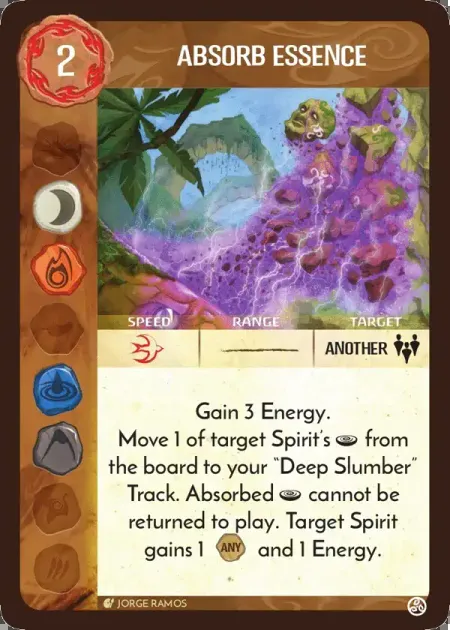 2
ABSORB ESSENCE
SPEED RANGE TARGET
ANOTHER
Gain 3 Energy.
Move 1 of target Spirit's from
the board to your "Deep Slumber"
Track. Absorbed cannot be
returned to play. Target Spirit
gains 1 ANY and 1 Energy.
JORGE RAMOS